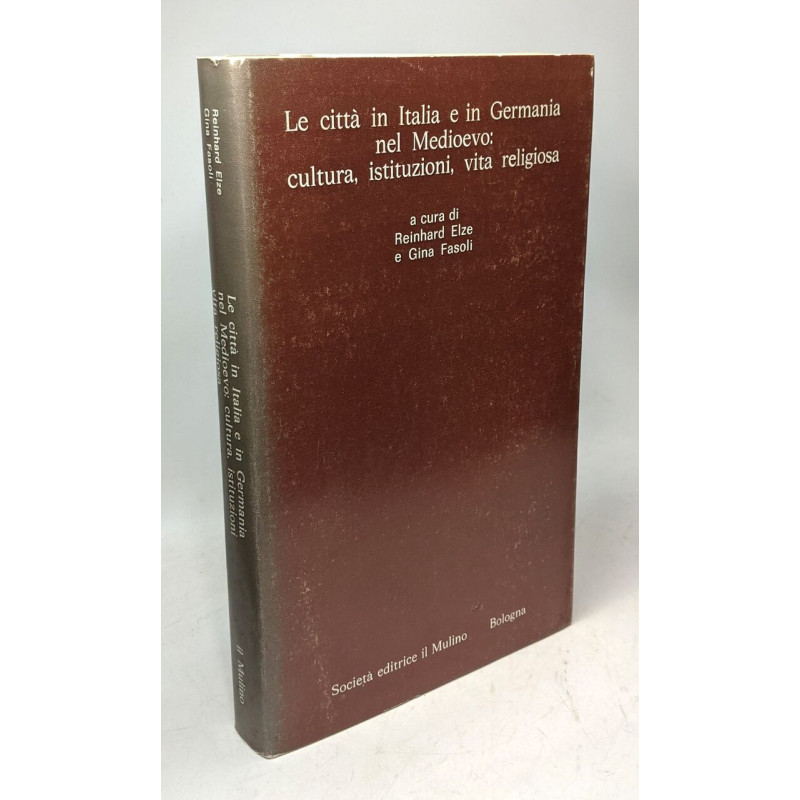 Le città in Italia e in Germania
nel Medioevo:
cultura, istituzioni, vita religiosa
a cura di
Reinhard Elze
e Gina Fasoli
Società editrice il Mulino Bologna
Reinhard Elze
Gina Fasoli
Le città in Italia e in Germania
nel Medioevo: cultura, istituzioni
vita religiosa
il Mulino